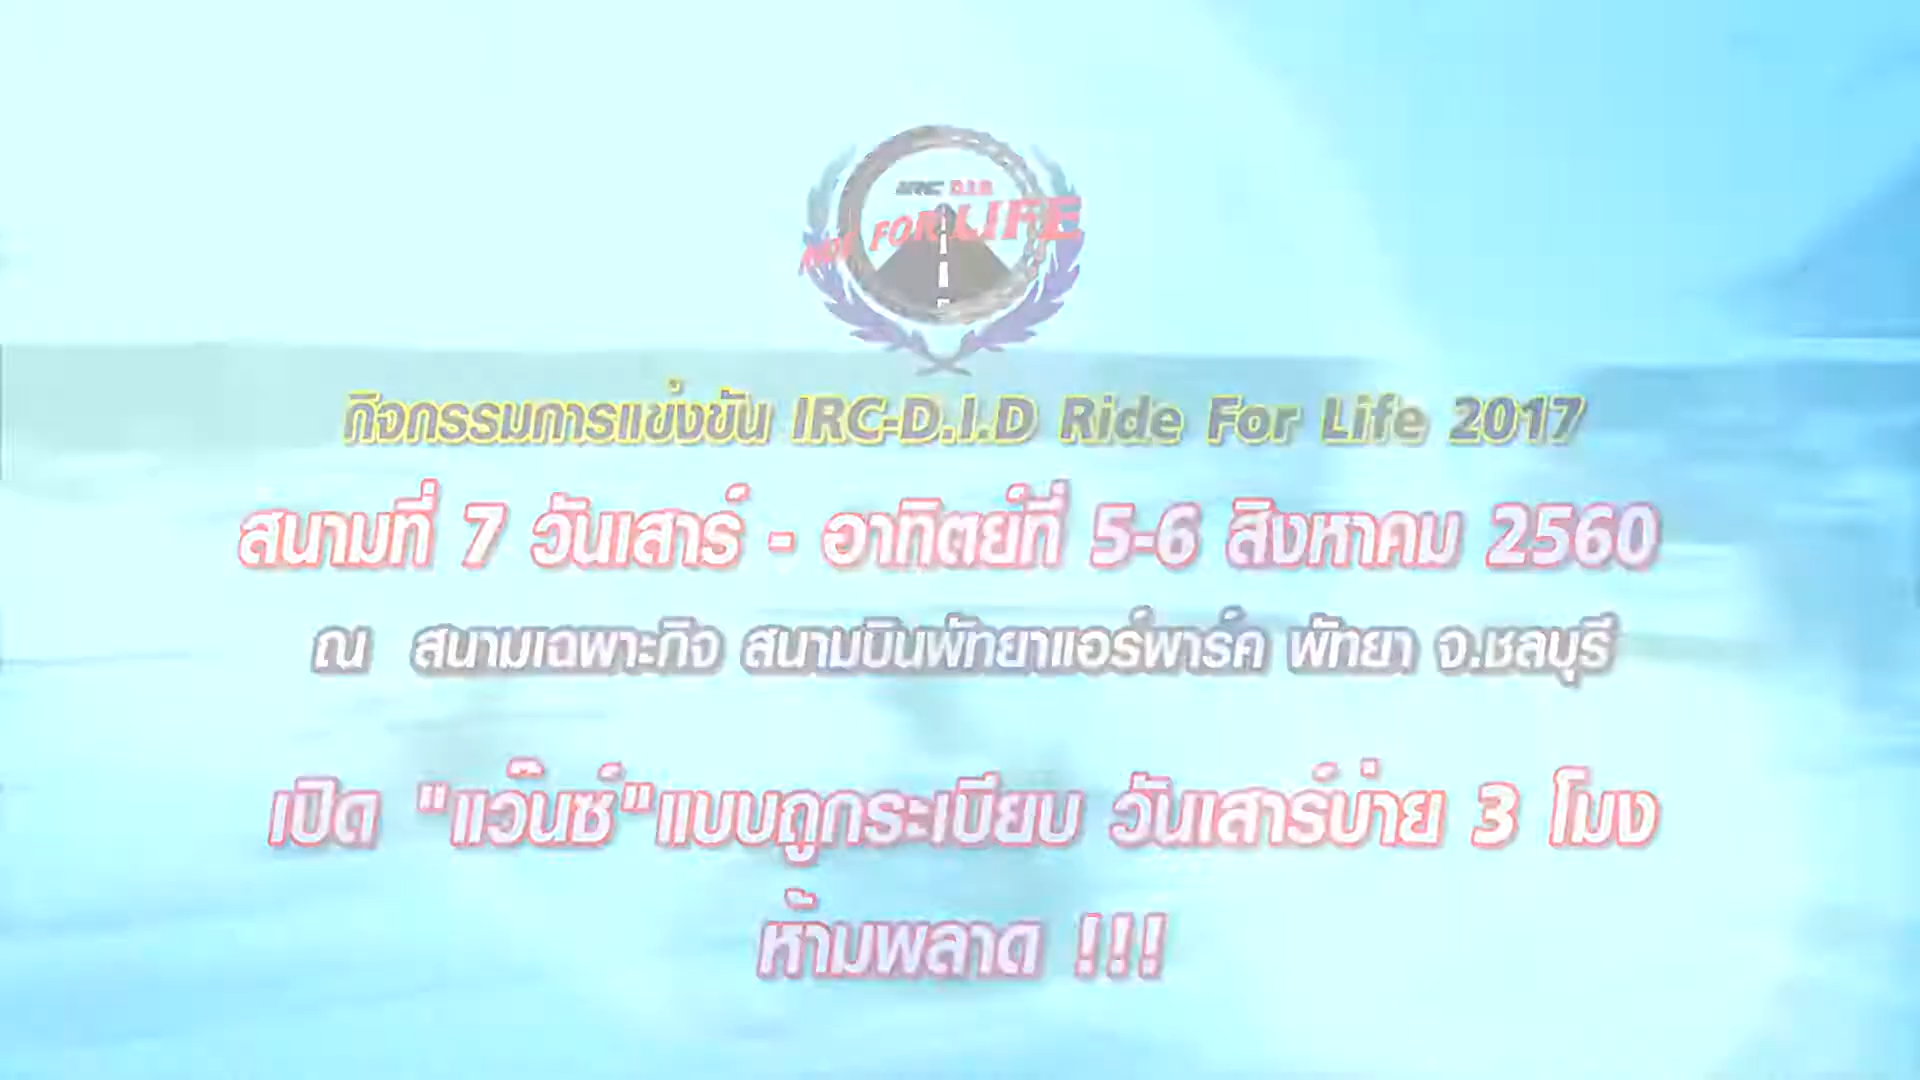 IRC D.I.D
RIDE FOR LIFE
กิจกรรมการแข่งขัน IRC-D.I.D Ride For Life 2017
สนามที่ 7 วันเสาร์ - อาทิตย์ที่ 5-6 สิงหาคม 2560
ณ สนามเฉพาะกิจ สนามบินพัทยาแอร์พาร์ค พัทยา จ.ชลบุรี
เปิด "แว๊นซ์"แบบถูกระเบียบ วันเสาร์บ่าย 3 โมง
ห้ามพลาด !!!